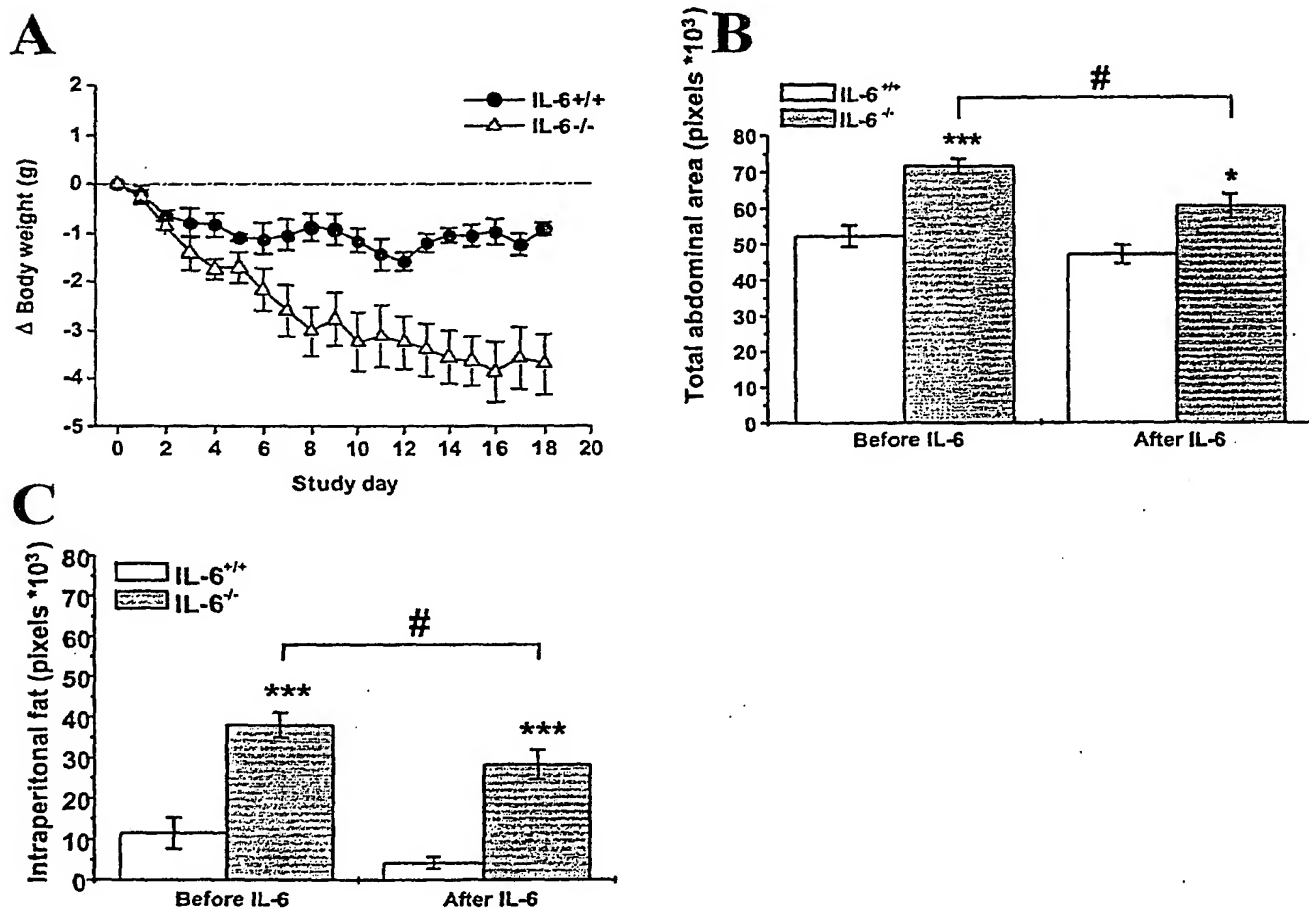 A
Δ Body weight (g)
2
1
0
-1
-2
-3
-4
-5
IL-6+/+
IL-6-/-
0 2 4 6 8 10 12 14 16 18 20
Study day
B
Total abdominal area (pixels *10³)
IL-6+/+
IL-6-/-
#
***
*
80
70
60
50
40
30
20
10
0
Before IL-6 After IL-6
C
Intraperitonal fat (pixels *10³)
IL-6+/+
IL-6-/-
#
***
***
80
70
60
50
40
30
20
10
0
Before IL-6 After IL-6